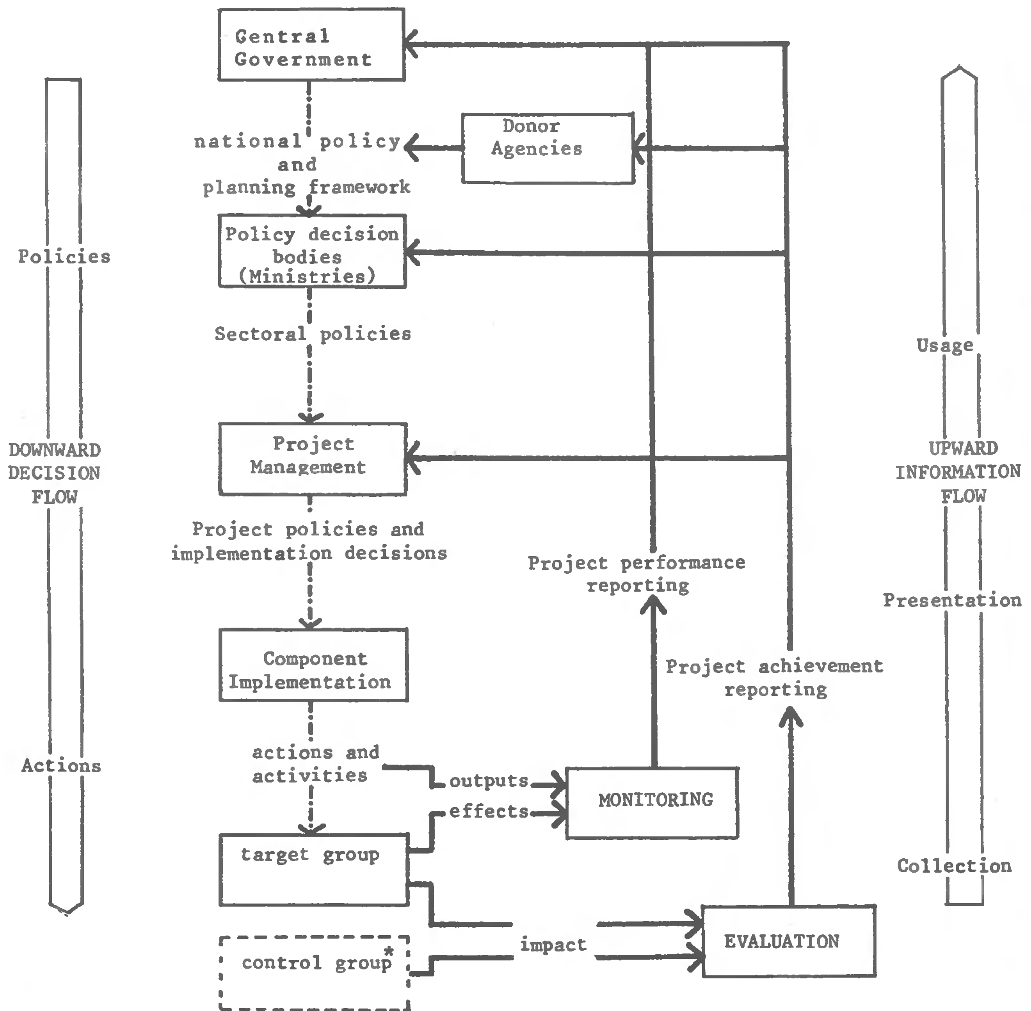 Gentral
Government
Donor
Agencies
national policy
and
planning framework
Policy decision
bodies
(Ministries)
Policies
Sectoral policies
Usage
Project
Management
DOWNWARD
DECISION
FLOW
UPWARD
INFORMATION
FLOW
Project policies and
implementation decisions
Project performance
reporting
Presentation
Component
Implementation
Project achievement
reporting
Actions
actions and
activities
outputs
effects
MONITORING
target group
Collection
control group*
impact
EVALUATION